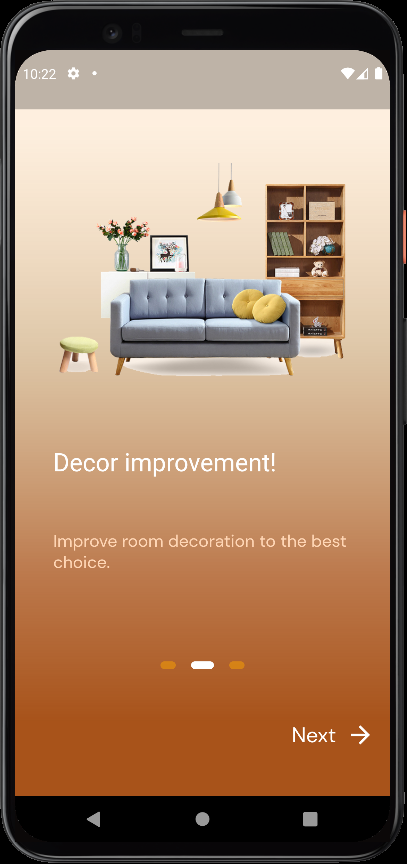 10:22
Decor improvement!
Improve room decoration to the best
choice.
Next